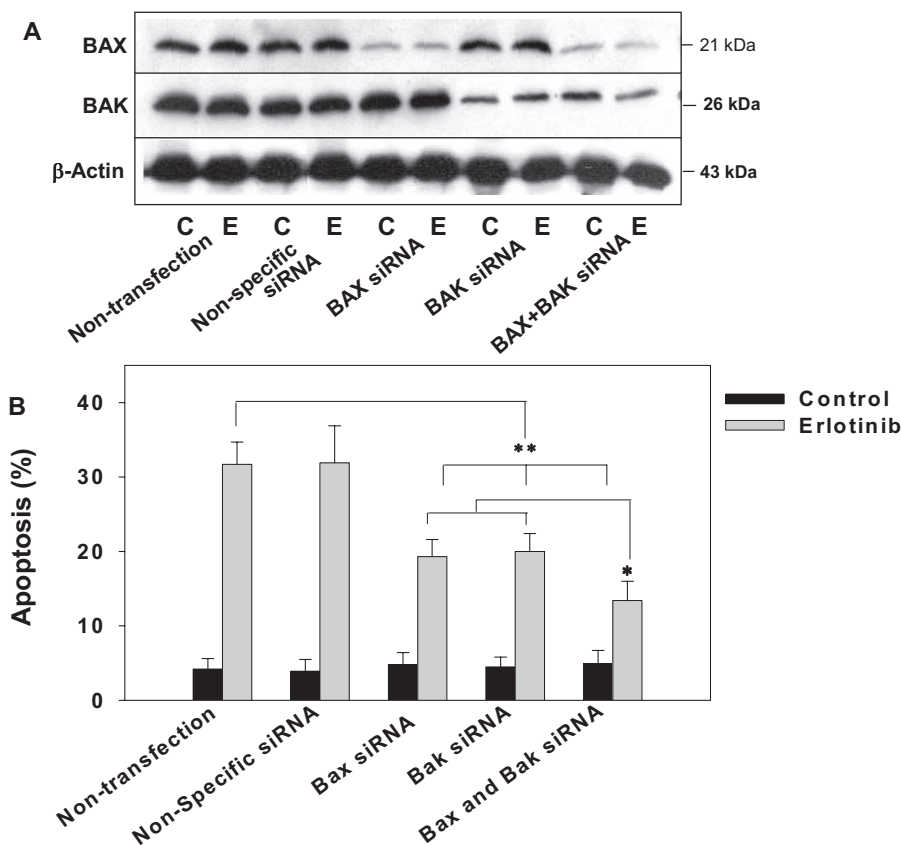 A
BAX
21 kDa
BAK
26 kDa
β-Actin
43 kDa
C E C E C E C E C E
Non-transfection
Non-specific
siRNA
BAX siRNA
BAK siRNA
BAX+BAK siRNA
B
Control
Erlotinib
Apoptosis (%)
40
30
20
10
0
**
*
Non-transfection
Non-Specific siRNA
Bax siRNA
Bak siRNA
Bax and Bak siRNA